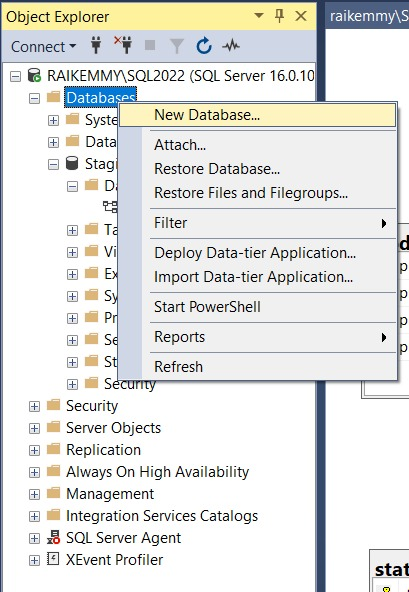 Object Explorer
raikemmy\SQ
Connect
RAIKEMMY\SQL2022 (SQL Server 16.0.10
Databases
New Database...
Syste
Attach...
Data
Restore Database...
Stagi
Restore Files and Filegroups...
Da
Filter
Ta
Deploy Data-tier Application...
Vi
Import Data-tier Application...
Ex
Start PowerShell
Sy
Pr
Reports
Se
Refresh
St
Security
Security
Server Objects
Replication
Always On High Availability
Management
Integration Services Catalogs
SQL Server Agent
XEvent Profiler
stat